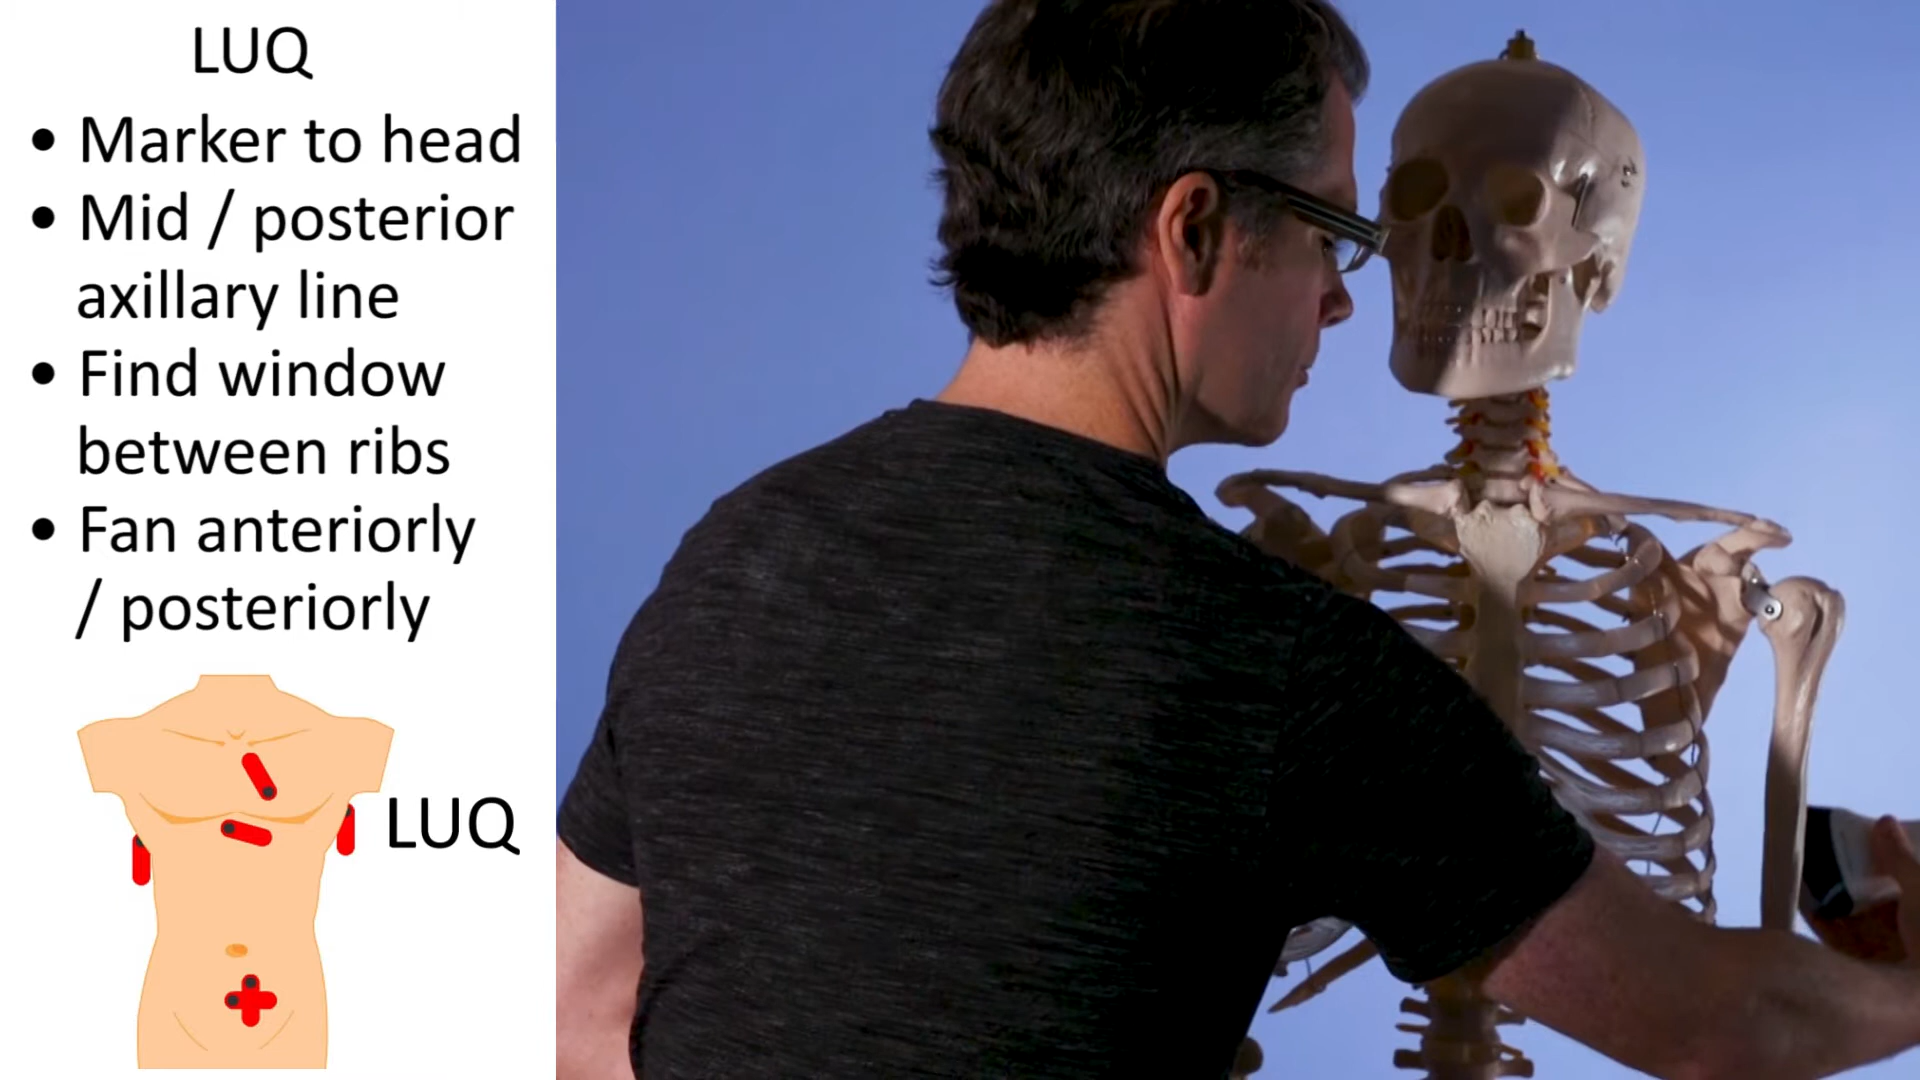 LUQ
• Marker to head
• Mid / posterior
axillary line
• Find window
between ribs
• Fan anteriorly
/ posteriorly
LUQ